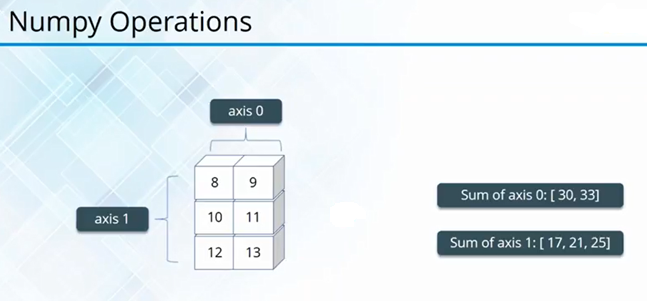 Numpy Operations
axis 0
8 9
axis 1
10 11
12 13
Sum of axis 0: [ 30, 33]
Sum of axis 1: [ 17, 21, 25]